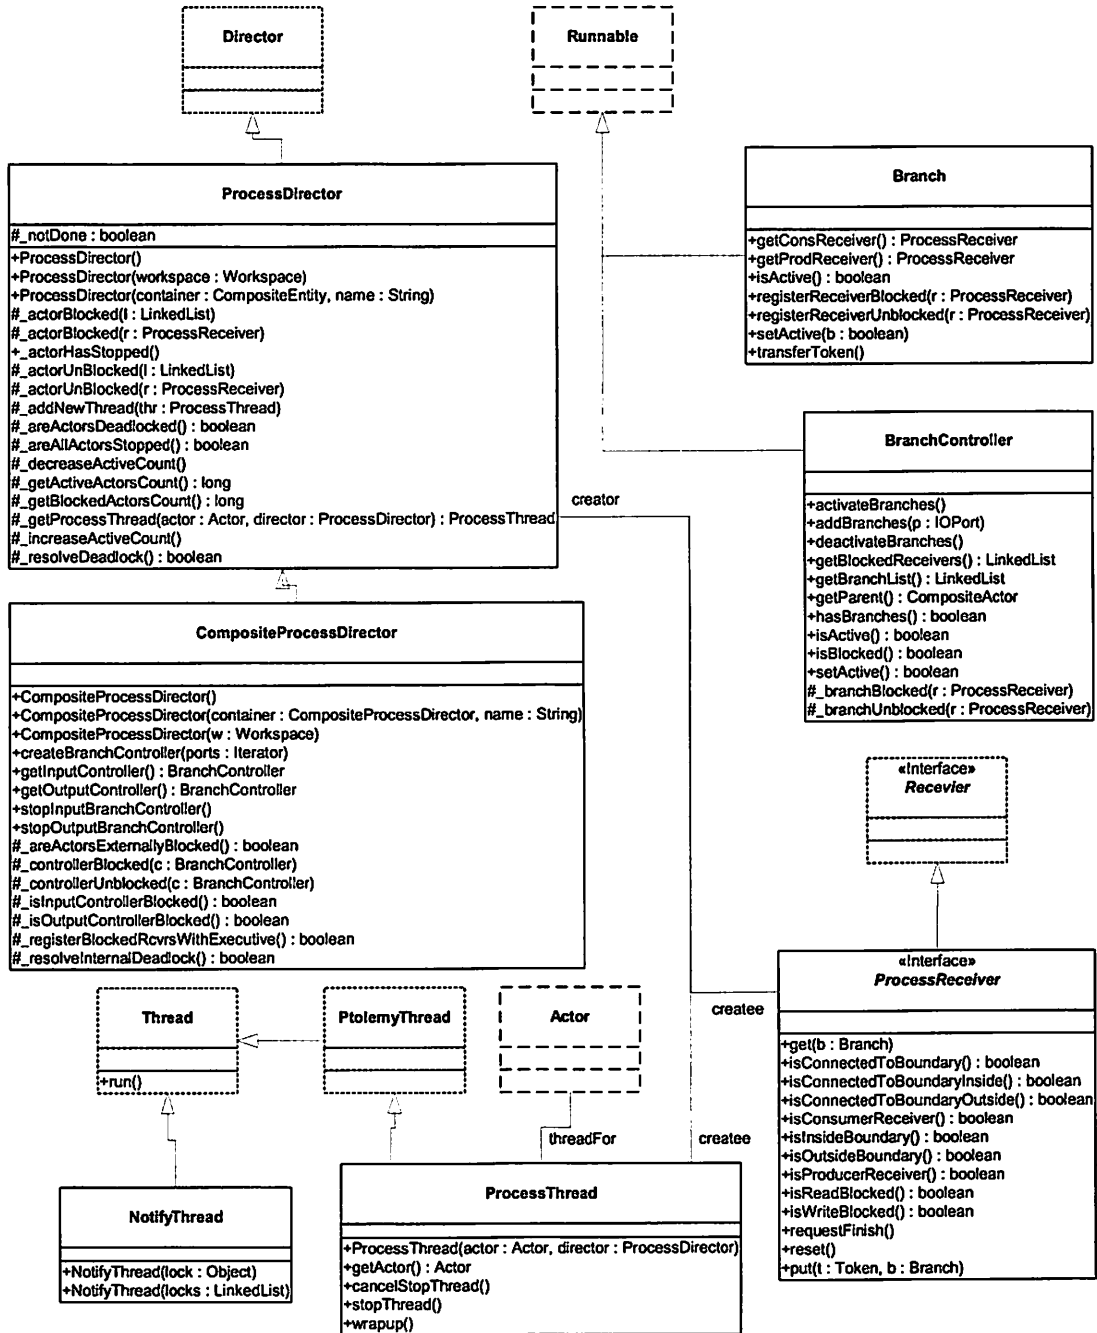 Director
Runnable
ProcessDirector
#_notDone : boolean
+ProcessDirector()
+ProcessDirector(workspace : Workspace)
+ProcessDirector(container : CompositeEntity, name : String)
#_actorBlocked(l : LinkedList)
#_actorBlocked(r : ProcessReceiver)
+_actorHasStopped()
#_actorUnBlocked(l : LinkedList)
#_actorUnBlocked(r : ProcessReceiver)
#_addNewThread(thr : ProcessThread)
#_areActorsDeadlocked() : boolean
#_areAllActorsStopped() : boolean
#_decreaseActiveCount()
#_getActiveActorsCount() : long
#_getBlockedActorsCount() : long
#_getProcessThread(actor : Actor, director : ProcessDirector) : ProcessThread
#_increaseActiveCount()
#_resolveDeadlock() : boolean
Branch
+getConsReceiver() : ProcessReceiver
+getProdReceiver() : ProcessReceiver
+isActive() : boolean
+registerReceiverBlocked(r : ProcessReceiver)
+registerReceiverUnblocked(r : ProcessReceiver)
+setActive(b : boolean)
+transferToken()
BranchController
+activateBranches()
+addBranches(p : IOPort)
+deactivateBranches()
+getBlockedReceivers() : LinkedList
+getBranchList() : LinkedList
+getParent() : CompositeActor
+hasBranches() : boolean
+isActive() : boolean
+isBlocked() : boolean
+setActive() : boolean
#_branchBlocked(r : ProcessReceiver)
#_branchUnblocked(r : ProcessReceiver)
creator
CompositeProcessDirector
+CompositeProcessDirector()
+CompositeProcessDirector(container : CompositeProcessDirector, name : String)
+CompositeProcessDirector(w : Workspace)
+createBranchController(ports : Iterator)
+getInputController() : BranchController
+getOutputController() : BranchController
+stopInputBranchController()
+stopOutputBranchController()
#_areActorsExternallyBlocked() : boolean
#_controllerBlocked(c : BranchController)
#_controllerUnblocked(c : BranchController)
#_isInputControllerBlocked() : boolean
#_isOutputControllerBlocked() : boolean
#_registerBlockedRcvrsWithExecutive() : boolean
#_resolveInternalDeadlock() : boolean
«Interface»
Recevier
«Interface»
ProcessReceiver
+get(b : Branch)
+isConnectedToBoundary() : boolean
+isConnectedToBoundaryInside() : boolean
+isConnectedToBoundaryOutside() : boolean
+isConsumerReceiver() : boolean
+isInsideBoundary() : boolean
+isOutsideBoundary() : boolean
+isProducerReceiver() : boolean
+isReadBlocked() : boolean
+isWriteBlocked() : boolean
+requestFinish()
+reset()
+put(t : Token, b : Branch)
createe
Thread
+run()
PtolemyThread
Actor
threadFor
createe
NotifyThread
+NotifyThread(lock : Object)
+NotifyThread(locks : LinkedList)
ProcessThread
+ProcessThread(actor : Actor, director : ProcessDirector)
+getActor() : Actor
+cancelStopThread()
+stopThread()
+wrapup()